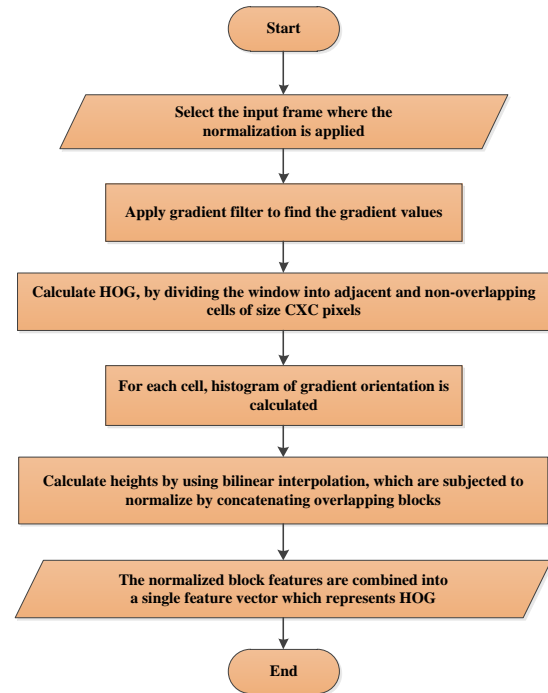 Start
Select the input frame where the
normalization is applied
Apply gradient filter to find the gradient values
Calculate HOG, by dividing the window into adjacent and non-overlapping
cells of size CXC pixels
For each cell, histogram of gradient orientation is
calculated
Calculate heights by using bilinear interpolation, which are subjected to
normalize by concatenating overlapping blocks
The normalized block features are combined into
a single feature vector which represents HOG
End